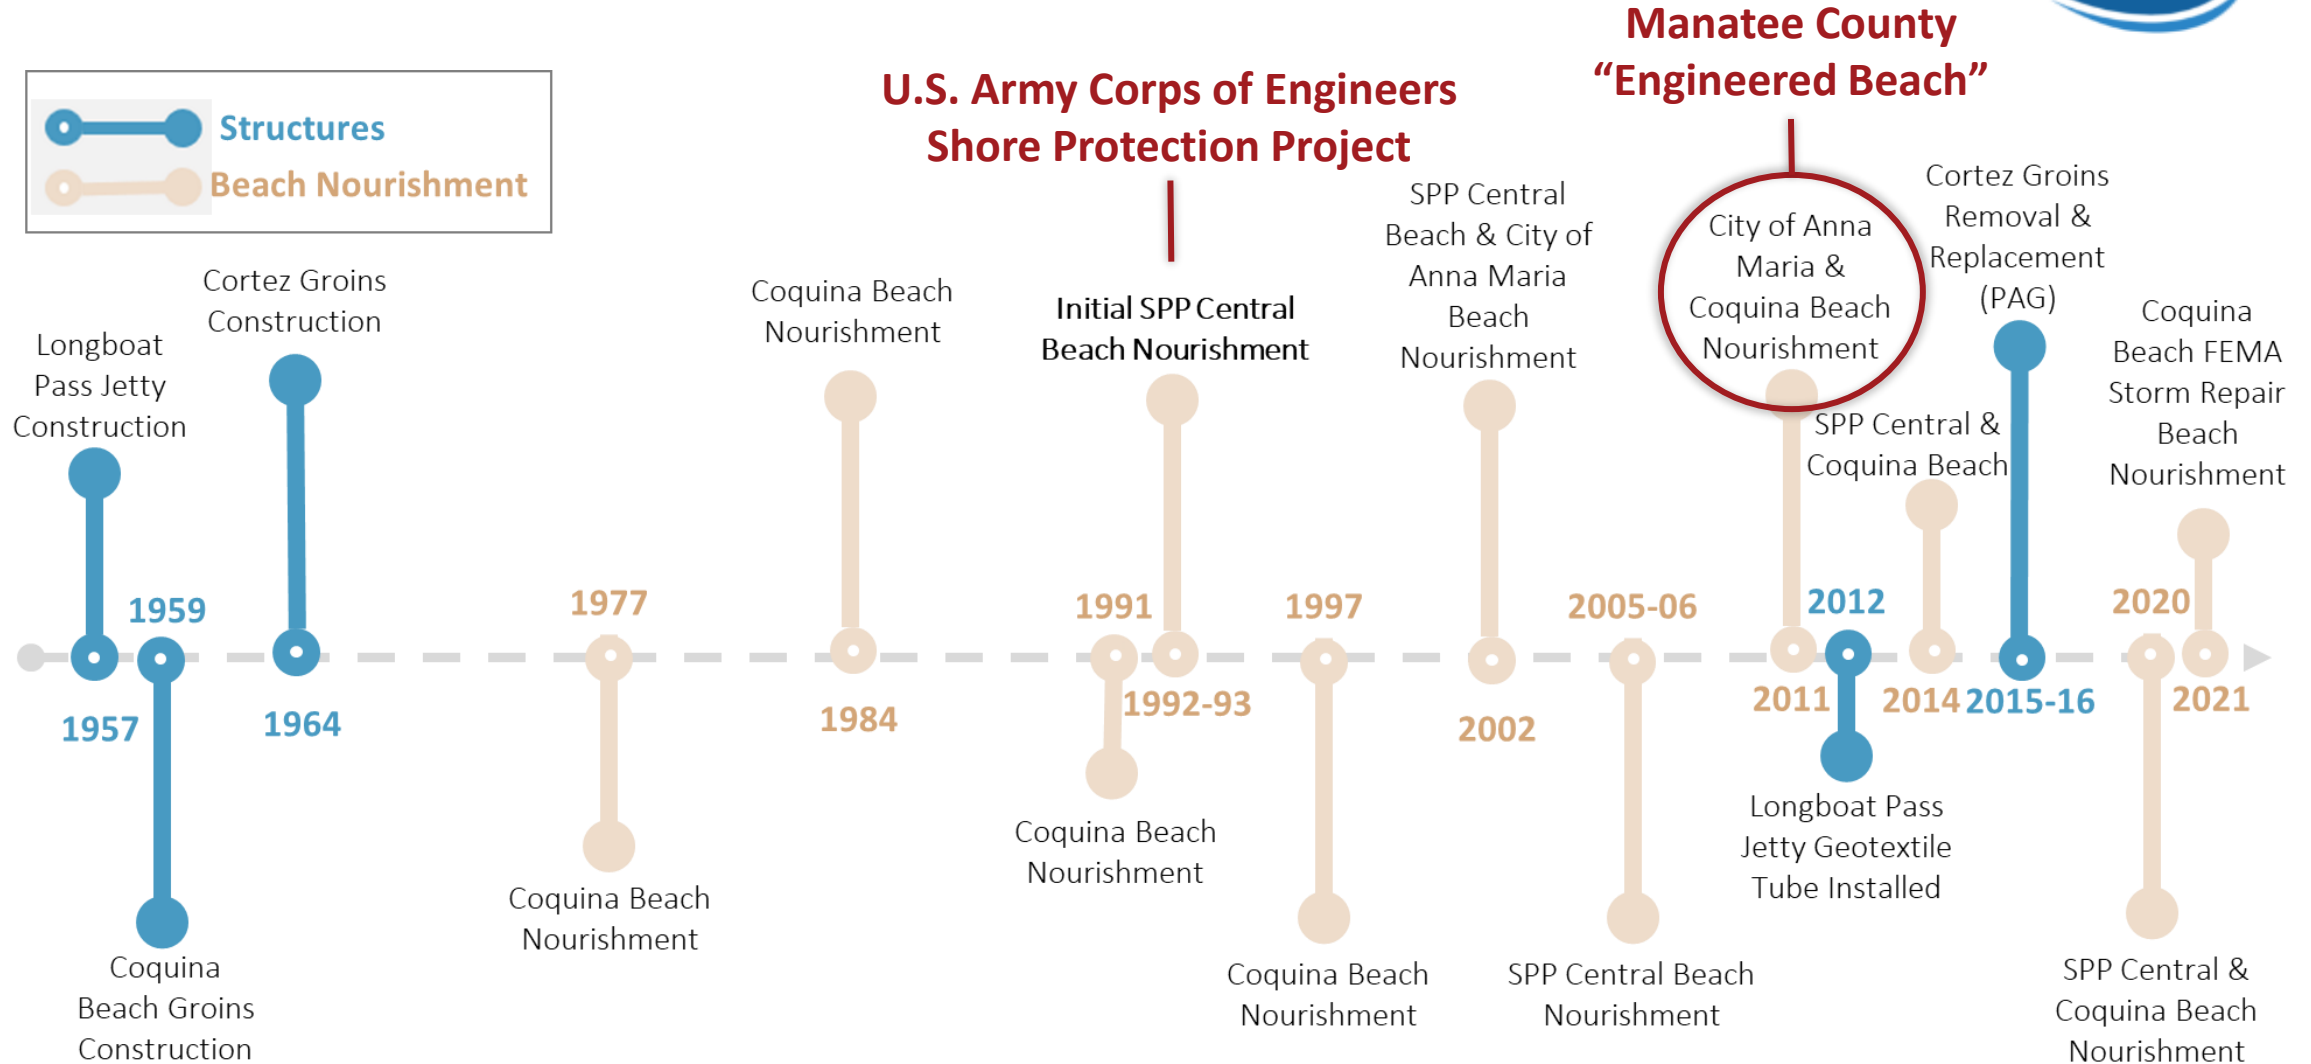 Manatee County
“Engineered Beach”
U.S. Army Corps of Engineers
Shore Protection Project
Structures
Beach Nourishment
Longboat
Pass Jetty
Construction
Cortez Groins
Construction
Coquina Beach
Nourishment
Initial SPP Central
Beach Nourishment
SPP Central
Beach & City of
Anna Maria
Beach
Nourishment
City of Anna
Maria &
Coquina Beach
Nourishment
SPP Central &
Coquina Beach
Cortez Groins
Removal &
Replacement
(PAG)
Coquina
Beach FEMA
Storm Repair
Beach
Nourishment
1957
1959
1964
1977
1984
1991
1992-93
1997
2002
2005-06
2011
2012
2014
2015-16
2020
2021
Coquina
Beach Groins
Construction
Coquina Beach
Nourishment
Coquina Beach
Nourishment
Coquina Beach
Nourishment
SPP Central Beach
Nourishment
Longboat Pass
Jetty Geotextile
Tube Installed
SPP Central &
Coquina Beach
Nourishment